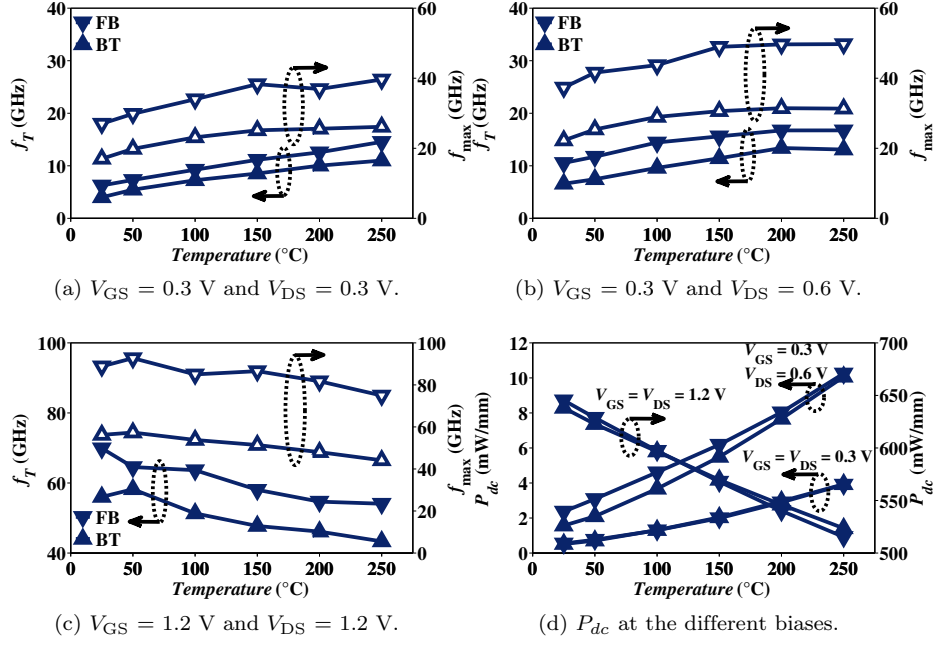 40
30
20
10
0
f_T (GHz)
FB
BT
60
40
20
0
f_max (GHz)
0 50 100 150 200 250
Temperature (°C)
(a) V_GS = 0.3 V and V_DS = 0.3 V.
40
30
20
10
0
f_T (GHz)
FB
BT
60
40
20
0
f_max (GHz)
0 50 100 150 200 250
Temperature (°C)
(b) V_GS = 0.3 V and V_DS = 0.6 V.
100
80
60
40
f_T (GHz)
FB
BT
100
80
60
40
20
0
f_max (GHz)
0 50 100 150 200 250
Temperature (°C)
(c) V_GS = 1.2 V and V_DS = 1.2 V.
12
10
8
6
4
2
0
P_dc (mW/mm)
V_GS = 0.3 V
V_DS = 0.6 V
V_GS = V_DS = 1.2 V
V_GS = V_DS = 0.3 V
700
650
600
550
500
P_dc (mW/mm)
0 50 100 150 200 250
Temperature (°C)
(d) P_dc at the different biases.